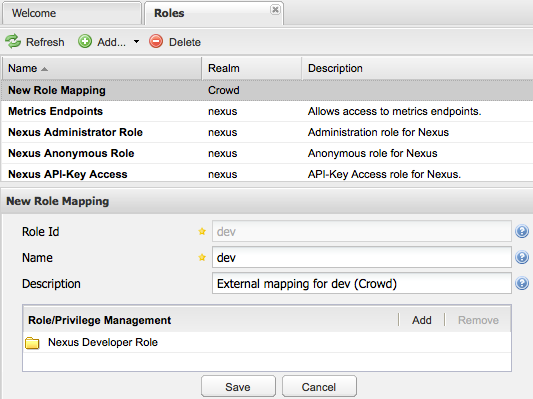 Welcome Roles
Refresh Add... Delete
Name Realm Description
New Role Mapping Crowd
Metrics Endpoints nexus Allows access to metrics endpoints.
Nexus Administrator Role nexus Administration role for Nexus
Nexus Anonymous Role nexus Anonymous role for Nexus
Nexus API-Key Access nexus API-Key Access role for Nexus.
New Role Mapping
Role Id dev
Name dev
Description External mapping for dev (Crowd)
Role/Privilege Management Add Remove
Nexus Developer Role
Save Cancel